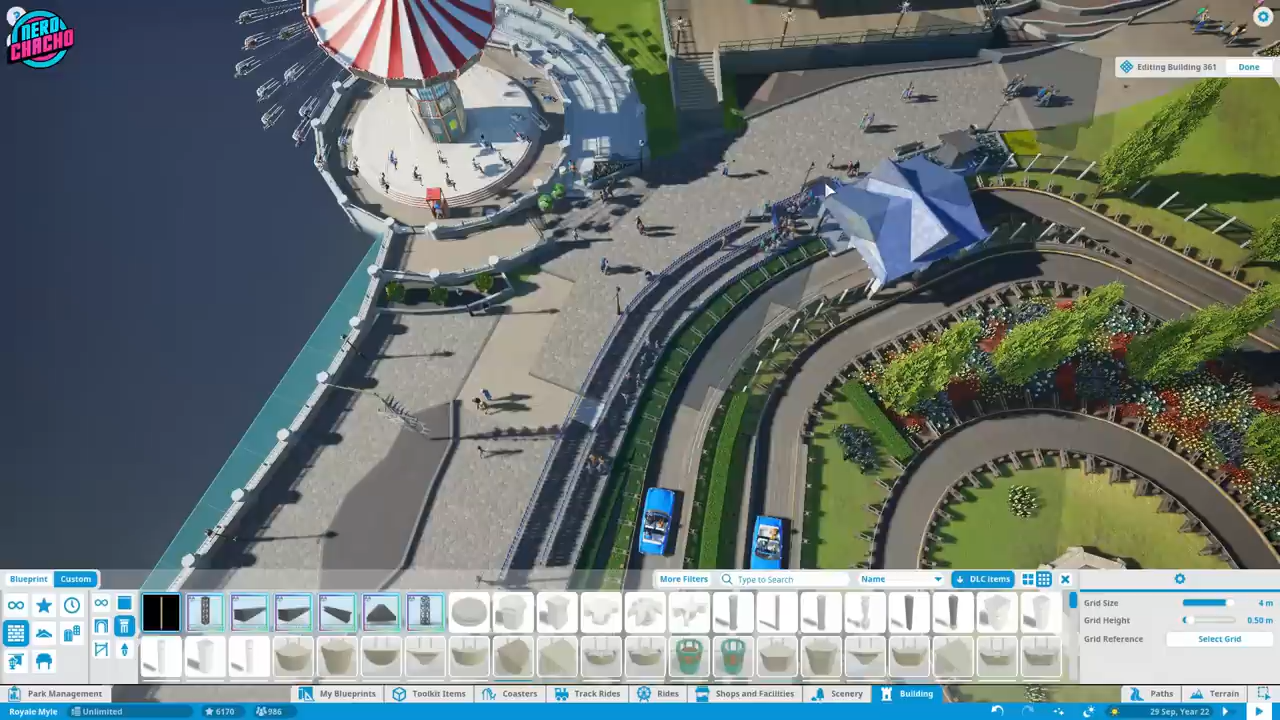 ?
NERD
CHACHO
Editing Building 361 Done
Blueprint Custom More Filters Type to Search Name DLC items
Grid Size 4 m
Grid Height 0.50 m
Grid Reference Select Grid
Park Management My Blueprints Toolkit Items Coasters Track Rides Rides Shops and Facilities Scenery Building Paths Terrain
Royale Myle Unlimited 6170 986 29 Sep, Year 22